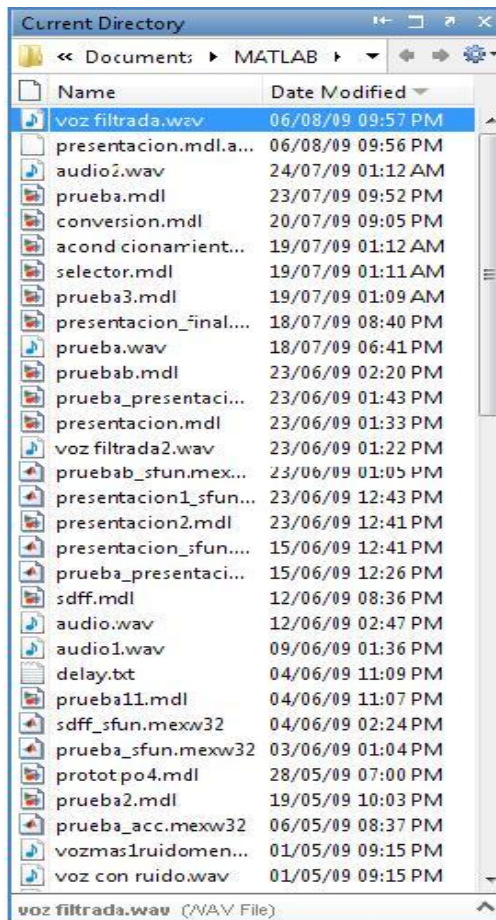 Current Directory
« Documents ▸ MATLAB ▸
Name Date Modified
voz filtrada.wav 06/08/09 09:57 PM
presentacion.mdl.a... 06/08/09 09:56 PM
audio2.wav 24/07/09 01:12 AM
prueba.mdl 23/07/09 09:52 PM
conversion.mdl 20/07/09 09:05 PM
acond cionamient... 19/07/09 01:12 AM
selector.mdl 19/07/09 01:11 AM
prueba3.mdl 19/07/09 01:09 AM
presentacion_final.... 18/07/09 08:40 PM
prueba.wav 18/07/09 06:41 PM
pruebab.mdl 23/06/09 02:20 PM
prueba_presentaci... 23/06/09 01:43 PM
presentacion.mdl 23/06/09 01:33 PM
voz filtrada2.wav 23/06/09 01:22 PM
pruebab_sfun.mex... 23/06/09 01:05 PM
presentacion1_sfun... 23/06/09 12:43 PM
presentacion2.mdl 23/06/09 12:41 PM
presentacion_sfun.... 15/06/09 12:41 PM
prueba_presentaci... 15/06/09 12:26 PM
sdff.mdl 12/06/09 08:36 PM
audio.wav 12/06/09 02:47 PM
audio1.wav 09/06/09 01:36 PM
delay.txt 04/06/09 11:09 PM
prueba11.mdl 04/06/09 11:07 PM
sdff_sfun.mexw32 04/06/09 02:24 PM
prueba_sfun.mexw32 03/06/09 01:04 PM
protot po4.mdl 28/05/09 07:00 PM
prueba2.mdl 19/05/09 10:03 PM
prueba_acc.mexw32 06/05/09 08:37 PM
vozmas1ruidomen... 01/05/09 09:15 PM
voz con ruido.wav 01/05/09 09:15 PM
voz filtrada.wav (WAV File)